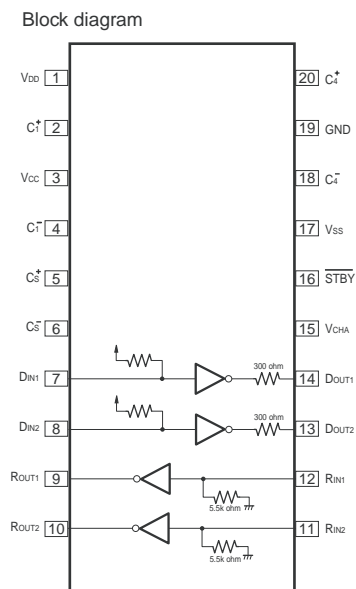 Block diagram
VDD 1
C1+ 2
VCC 3
C1− 4
C5+ 5
C5− 6
DIN1 7
DIN2 8
ROUT1 9
ROUT2 10
20 C4+
19 GND
18 C4−
17 VSS
16 STBY
15 VCHA
300 ohm
14 DOUT1
300 ohm
13 DOUT2
12 RIN1
5.5k ohm
11 RIN2
5.5k ohm